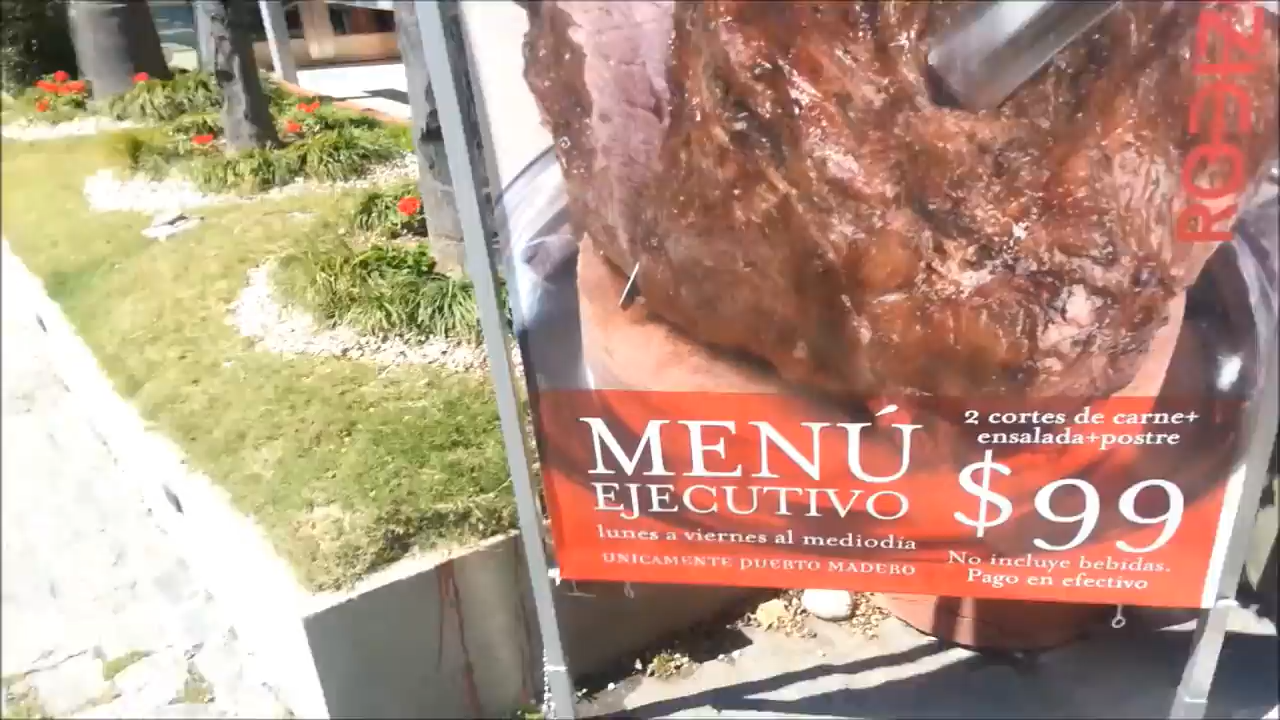 MENÚ
EJECUTIVO
lunes a viernes al mediodía
UNICAMENTE PUERTO MADERO
2 cortes de carne+
ensalada+postre
$99
No incluye bebidas.
Pago en efectivo